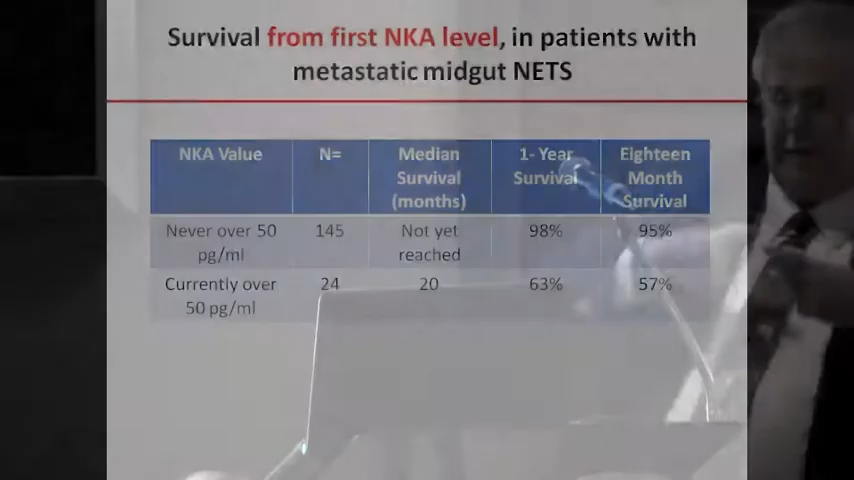 Survival from first NKA level, in patients with
metastatic midgut NETS
NKA Value N= Median Survival (months) 1- Year Survival Eighteen Month Survival
Never over 50 pg/ml 145 Not yet reached 98% 95%
Currently over 50 pg/ml 24 20 63% 57%